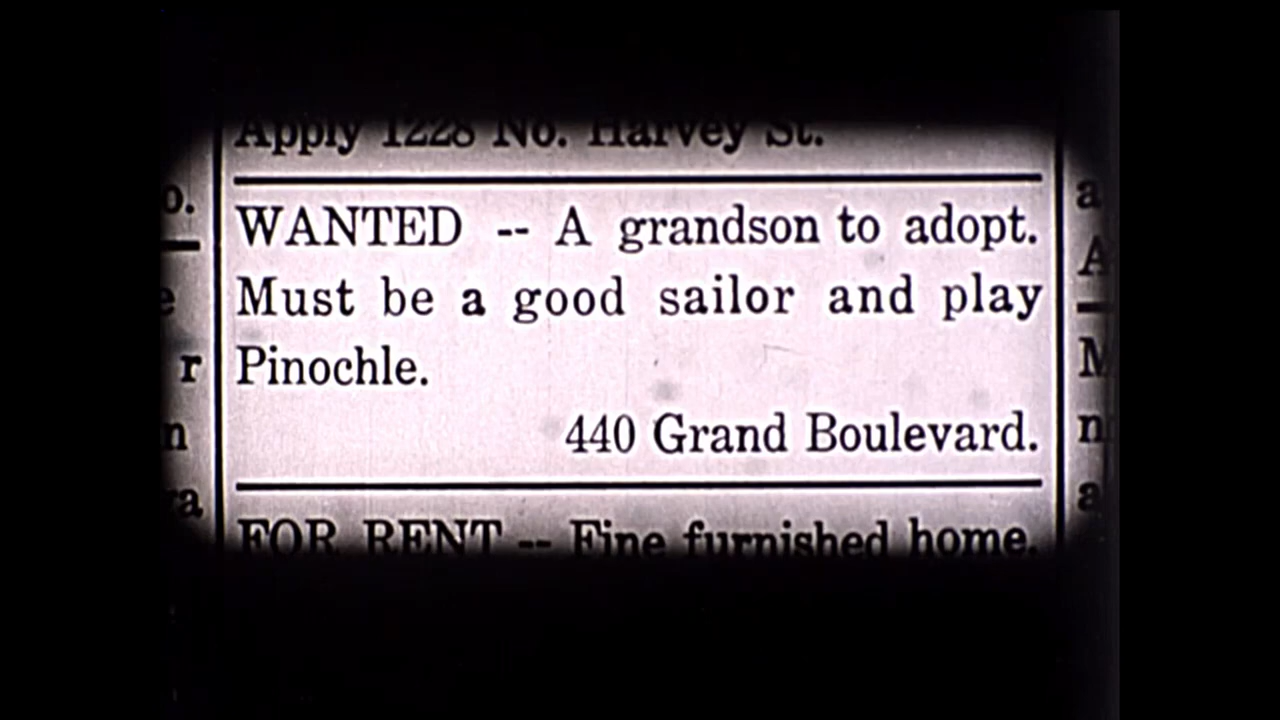 Apply 1228 No. Harvey St.
WANTED -- A grandson to adopt.
Must be a good sailor and play
Pinochle.
440 Grand Boulevard.
FOR RENT -- Fine furnished home.